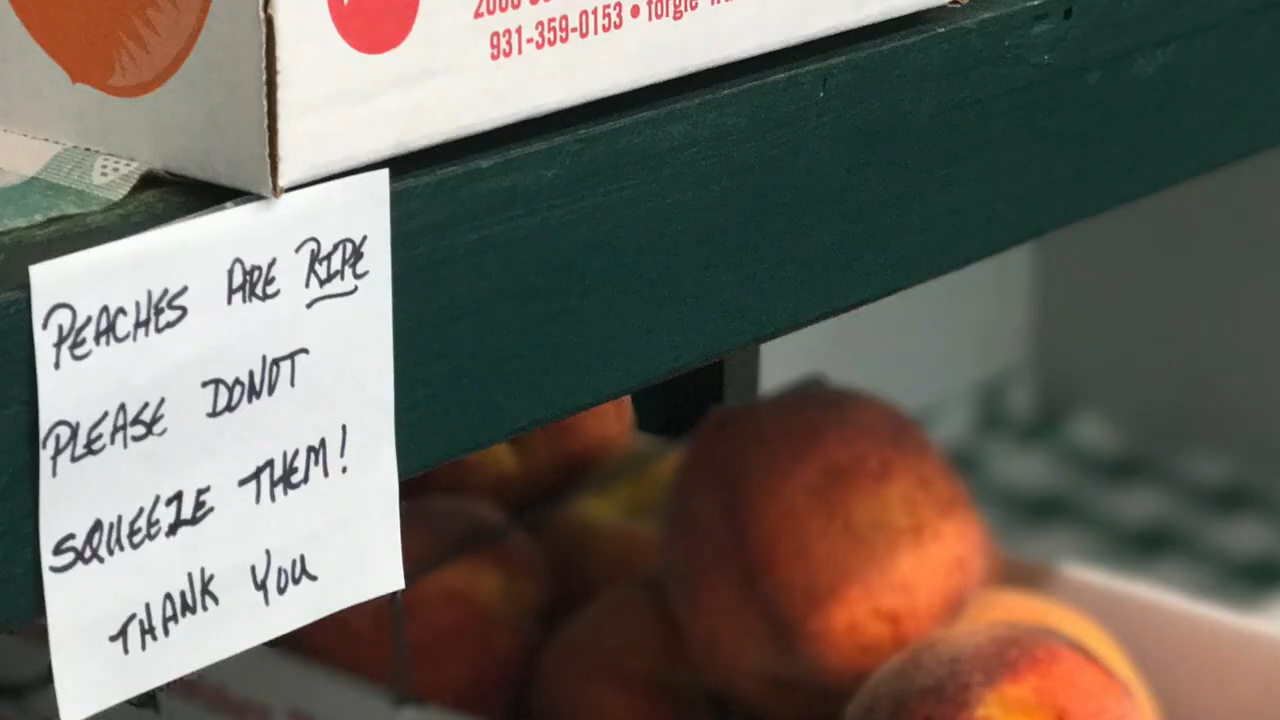 931-359-0153
PEACHES ARE RIPE
PLEASE DONOT
SQUEEZE THEM!
THANK YOU